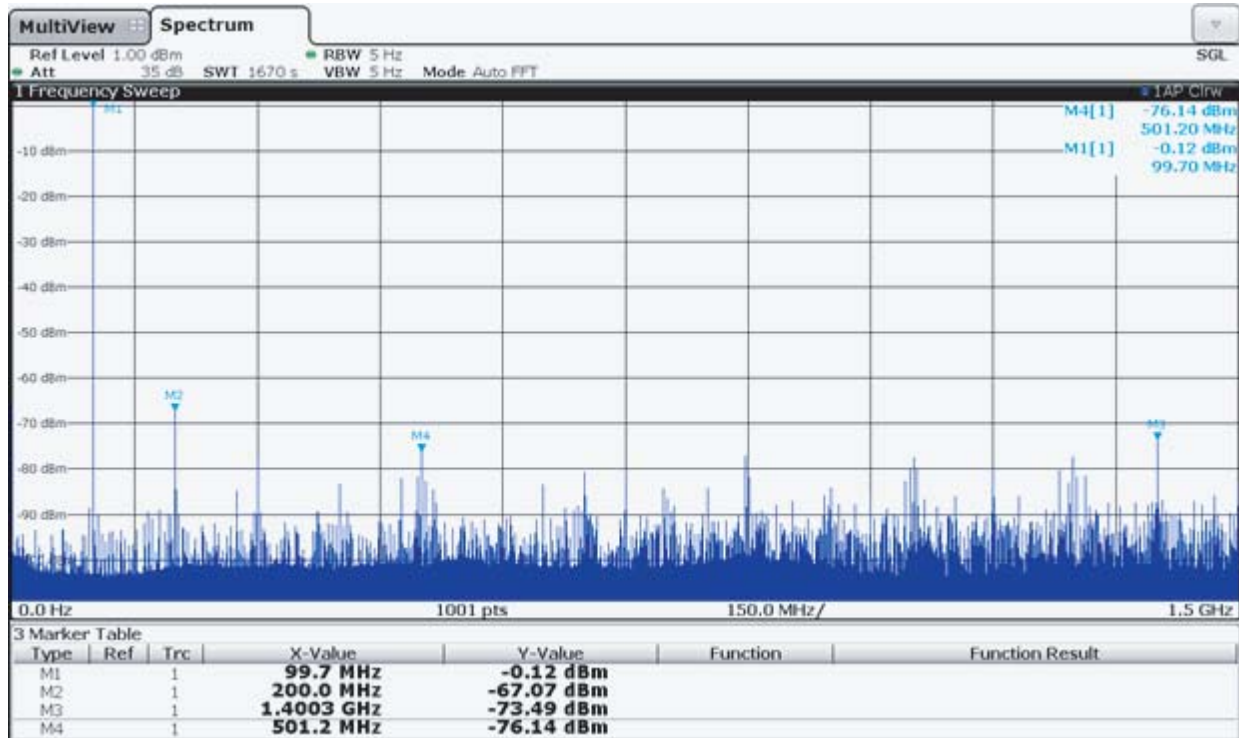 MultiView Spectrum
Ref Level 1.00 dBm RBW 5 Hz SGL
Att 35 dB SWT 1670 s VBW 5 Hz Mode Auto FFT
1 Frequency Sweep 1AP Clrw
M1 M4[1] -76.14 dBm
501.20 MHz
-10 dBm M1[1] -0.12 dBm
99.70 MHz
-20 dBm
-30 dBm
-40 dBm
-50 dBm
-60 dBm
M2
-70 dBm
M4 M3
-80 dBm
-90 dBm
0.0 Hz 1001 pts 150.0 MHz/ 1.5 GHz
3 Marker Table
Type Ref Trc X-Value Y-Value Function Function Result
M1 1 99.7 MHz -0.12 dBm
M2 1 200.0 MHz -67.07 dBm
M3 1 1.4003 GHz -73.49 dBm
M4 1 501.2 MHz -76.14 dBm